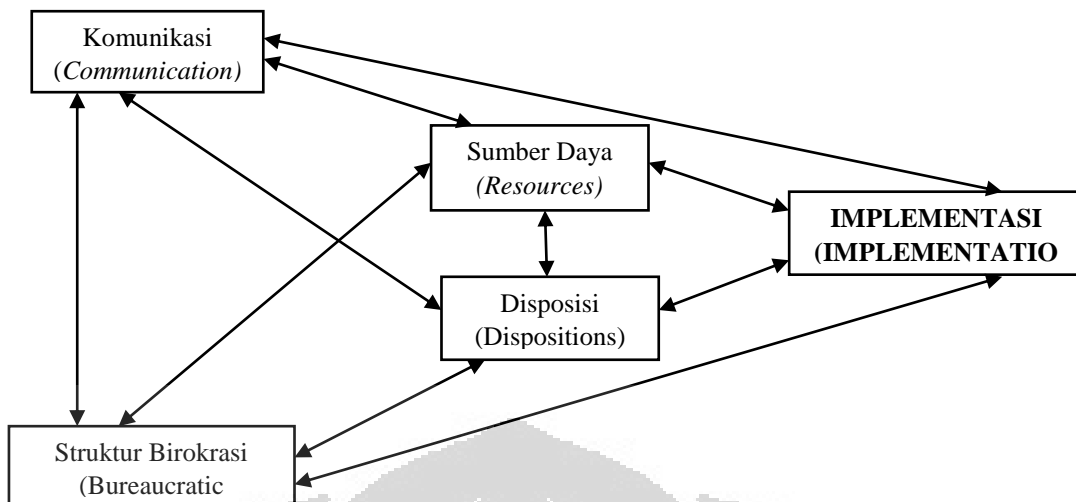 Komunikasi
(Communication)
Sumber Daya
(Resources)
IMPLEMENTASI
(IMPLEMENTATIO
Disposisi
(Dispositions)
Struktur Birokrasi
(Bureaucratic